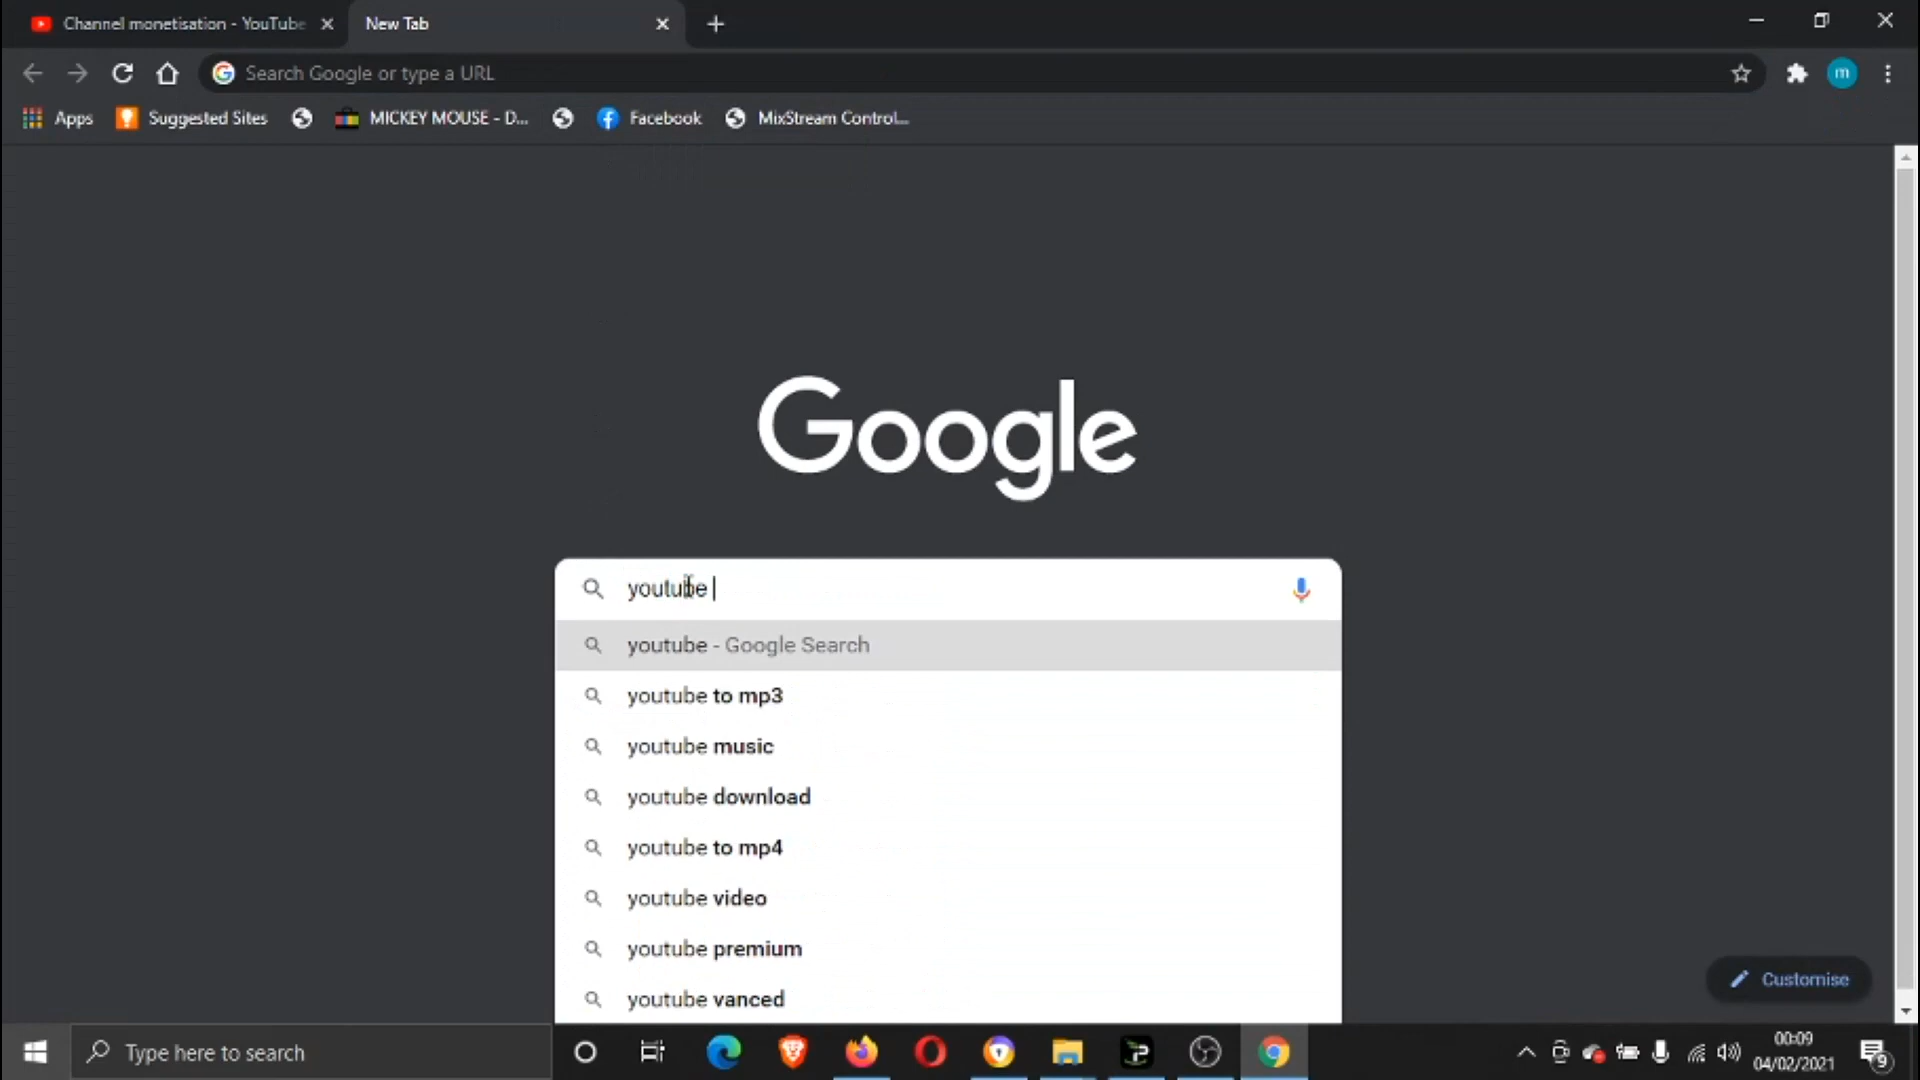 Channel monetisation - YouTube
New Tab
Search Google or type a URL
m
Apps
Suggested Sites
MICKEY MOUSE - D...
Facebook
MixStream Control...
Google
youtube
youtube - Google Search
youtube to mp3
youtube music
youtube download
youtube to mp4
youtube video
youtube premium
youtube vanced
Customise
Type here to search
00:09
04/02/2021
9